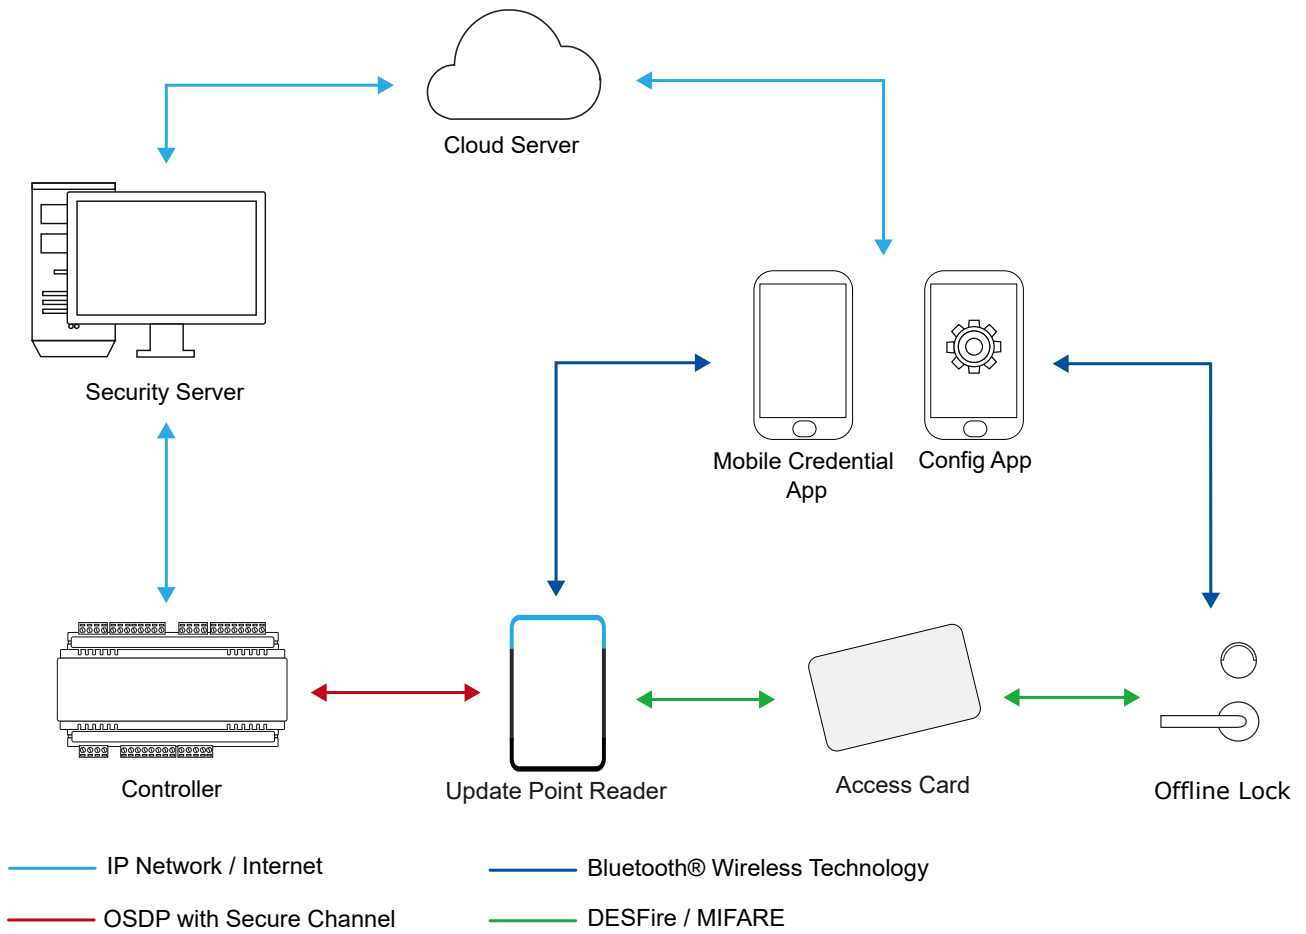 Cloud Server
Security Server
Mobile Credential
App
Config App
Controller
Update Point Reader
Access Card
Offline Lock
IP Network / Internet
Bluetooth® Wireless Technology
OSDP with Secure Channel
DESFire / MIFARE